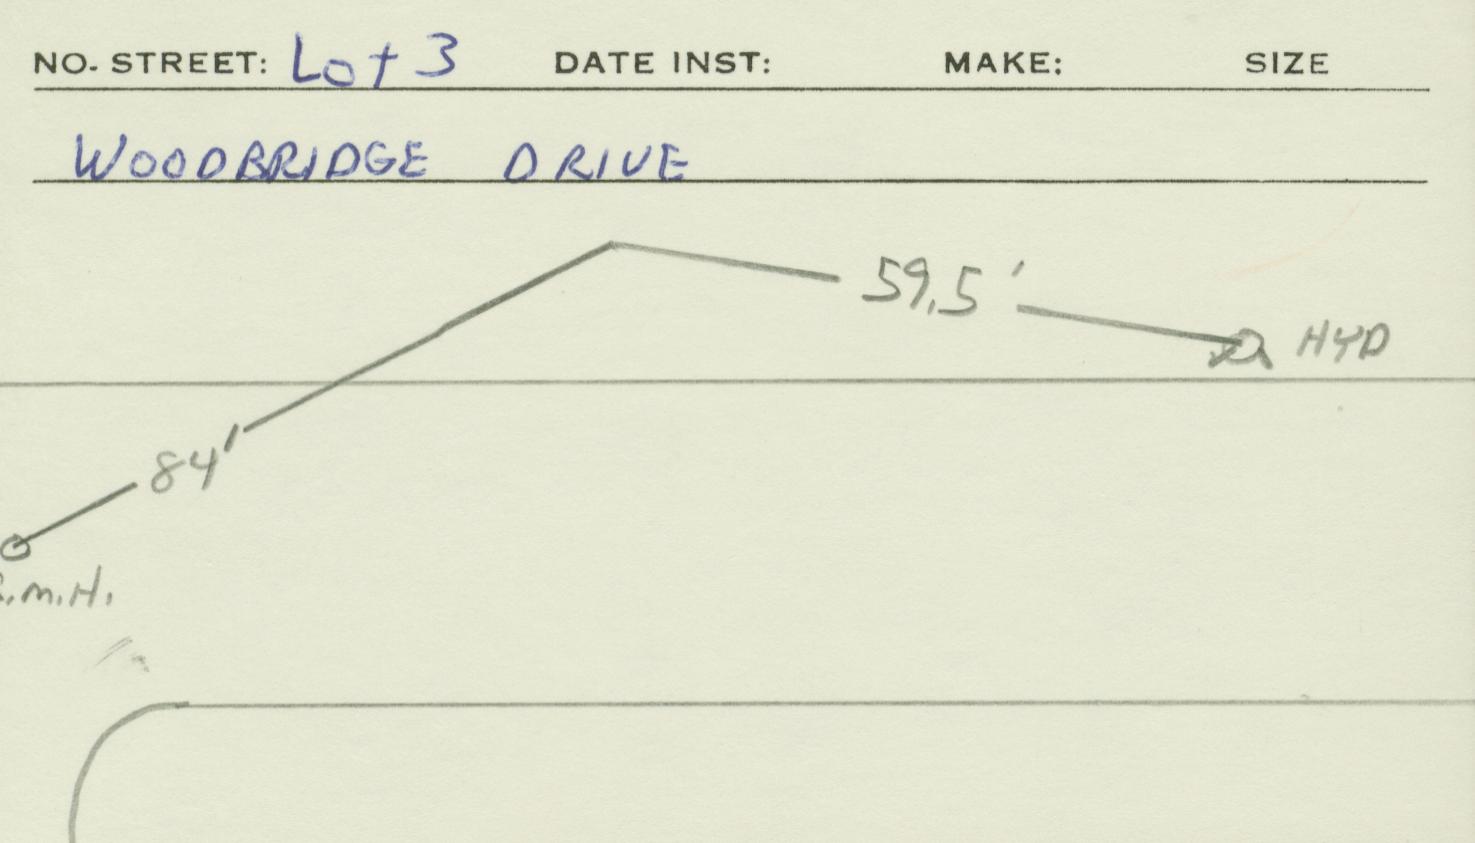 NO. STREET: Lot 3 DATE INST: MAKE: SIZE
WOODBRIDGE DRIVE
59.5'
HYD
84'
.M.H.